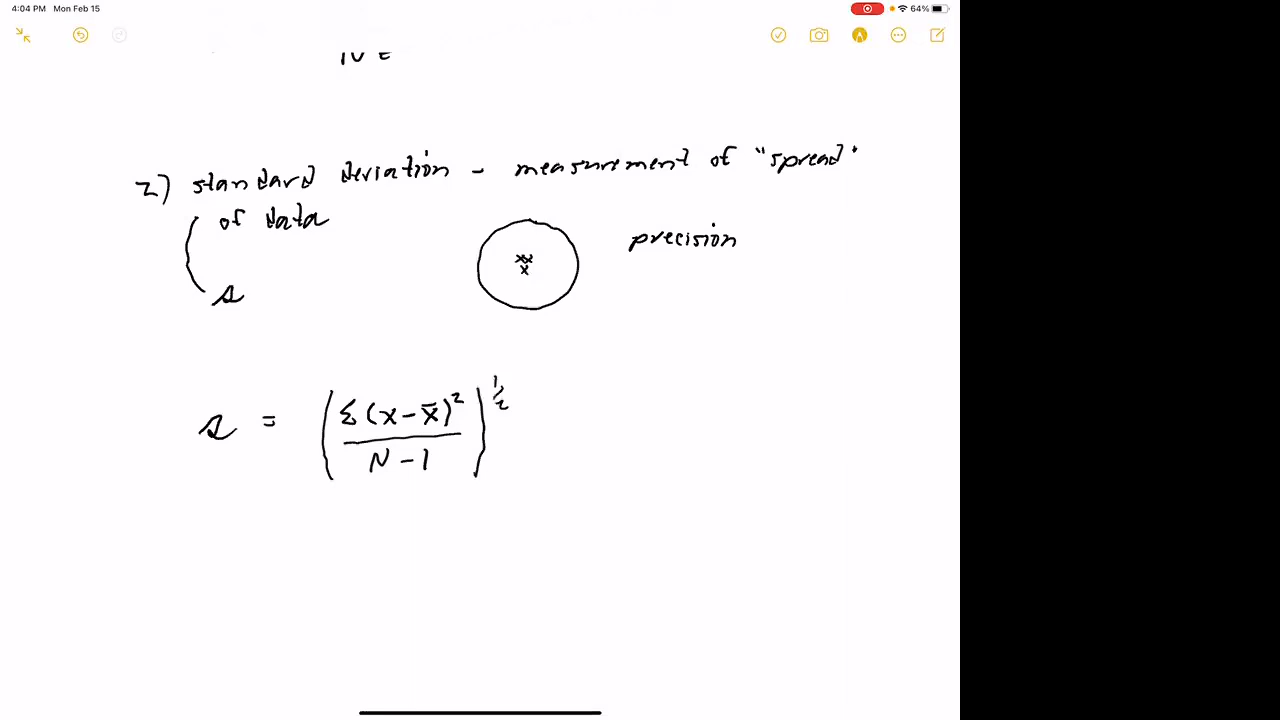 4:04 PM Mon Feb 15
64%
2) standard deviation - measurement of "spread"
of data
precision
s
s = (Σ(x-x̄)²/N-1)^1/2